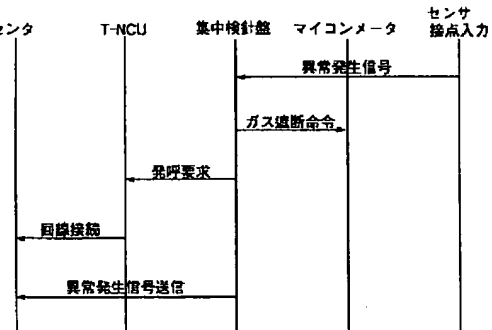 センサ
センタ T-NCU 集中検針盤 マイコンメータ 接点入力
異常発生信号
ガス遮断命令
発呼要求
回線接続
異常発生信号送信